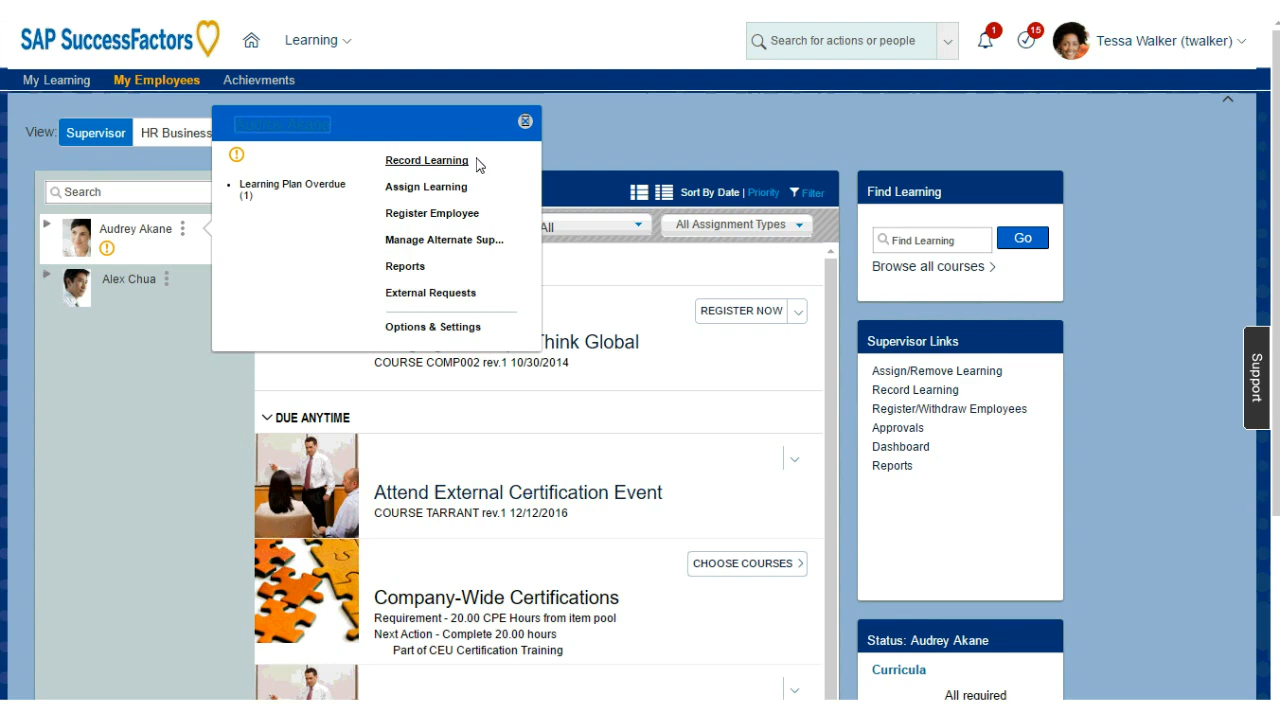 SAP SuccessFactors
Learning
Search for actions or people
1
15
Tessa Walker (twalker)
My Learning
My Employees
Achievments
View:
Supervisor
HR Business
Audrey Akane
Learning Plan Overdue
(1)
Record Learning
Assign Learning
Register Employee
Manage Alternate Sup...
Reports
External Requests
Options & Settings
Search
Audrey Akane
Alex Chua
Sort By Date | Priority
Filter
All
All Assignment Types
REGISTER NOW
Think Global
COURSE COMP002 rev.1 10/30/2014
DUE ANYTIME
Attend External Certification Event
COURSE TARRANT rev.1 12/12/2016
CHOOSE COURSES
Company-Wide Certifications
Requirement - 20.00 CPE Hours from item pool
Next Action - Complete 20.00 hours
Part of CEU Certification Training
Find Learning
Find Learning
Go
Browse all courses
Supervisor Links
Assign/Remove Learning
Record Learning
Register/Withdraw Employees
Approvals
Dashboard
Reports
Status: Audrey Akane
Curricula
All required
Support